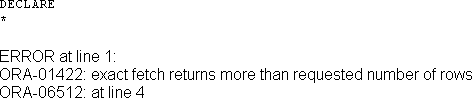 DECLARE
*
ERROR at line 1:
ORA-01422: exact fetch returns more than requested number of rows
ORA-06512: at line 4